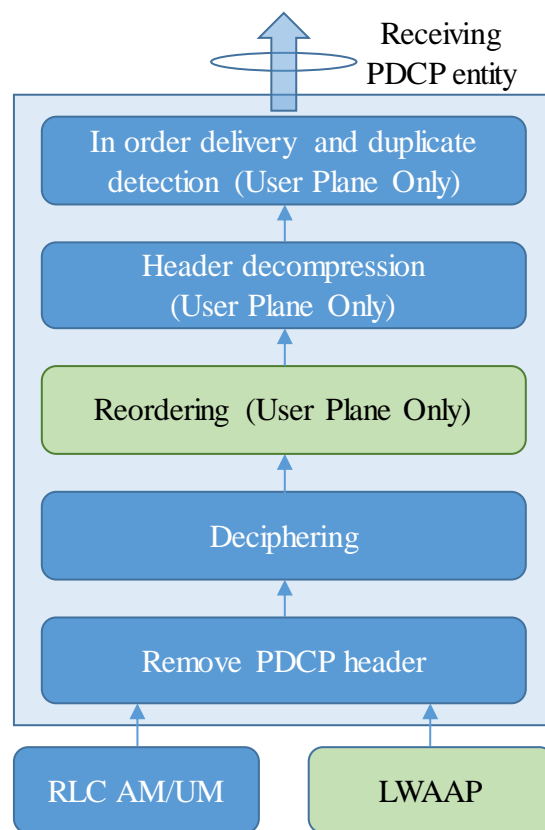 Receiving
PDCP entity
In order delivery and duplicate
detection (User Plane Only)
Header decompression
(User Plane Only)
Reordering (User Plane Only)
Deciphering
Remove PDCP header
RLC AM/UM
LWAAP